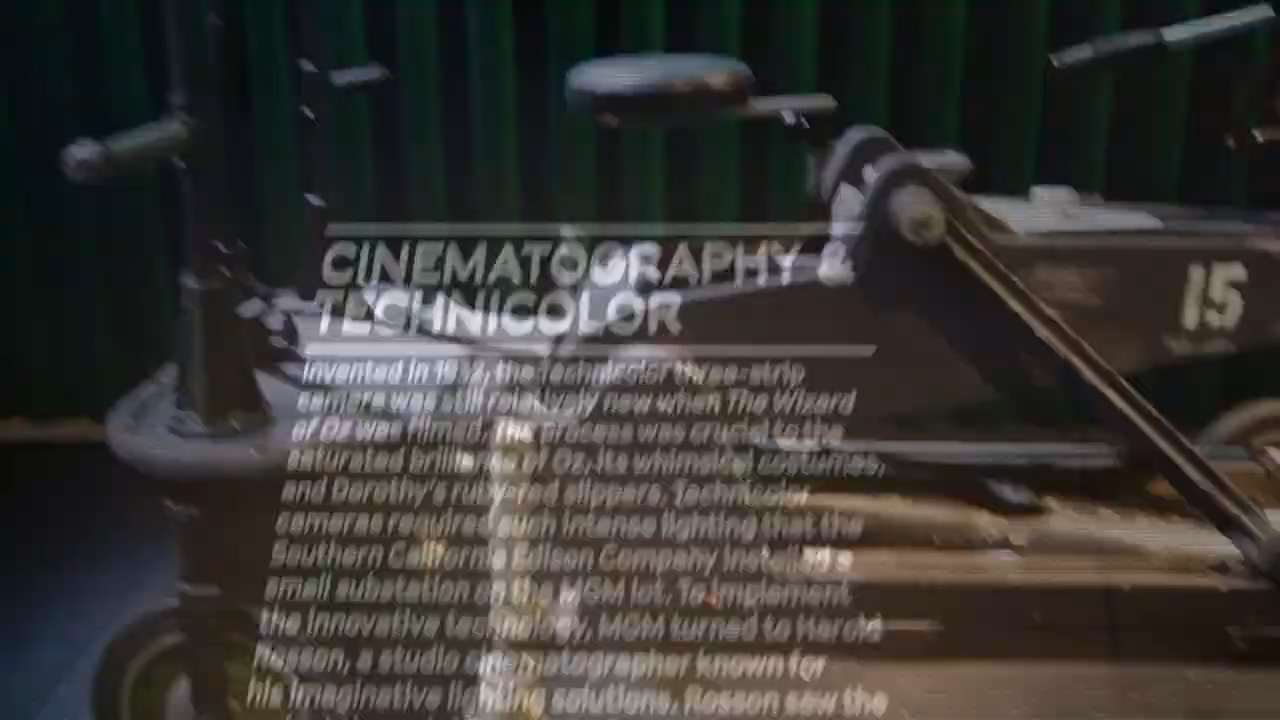 CINEMATOGRAPHY &
TECHNICOLOR
15
Invented in 1932, the Technicolor three-strip
camera was still relatively new when The Wizard
of Oz was filmed. The process was crucial to the
saturated brilliance of Oz, its whimsical costumes,
and Dorothy's ruby-red slippers. Technicolor
cameras required such intense lighting that the
Southern California Edison Company installed a
small substation on the MGM lot. To implement
the innovative technology, MGM turned to Harold
Rosson, a studio cinematographer known for
his imaginative lighting solutions. Rosson saw the